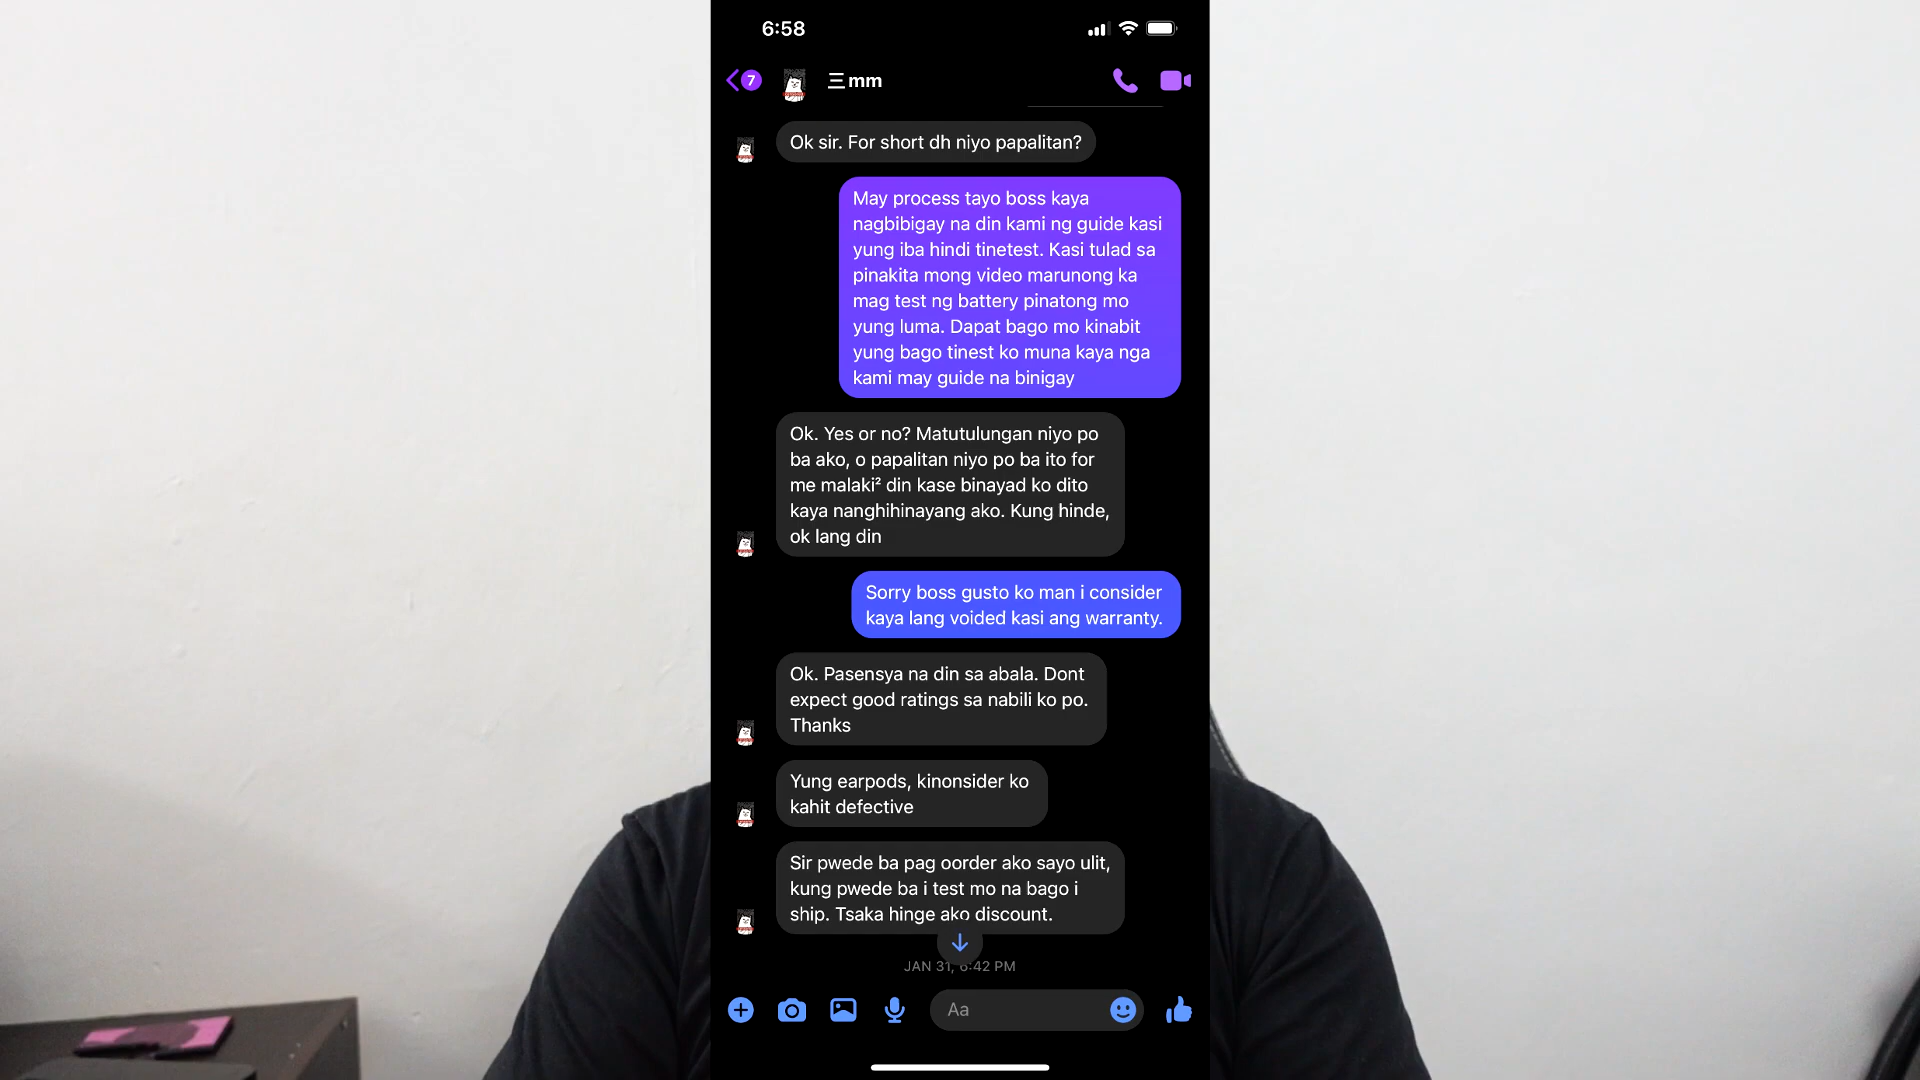 6:58
7
三mm
Ok sir. For short dh niyo papalitan?
May process tayo boss kaya
nagbibigay na din kami ng guide kasi
yung iba hindi tinetest. Kasi tulad sa
pinakita mong video marunong ka
mag test ng battery pinatong mo
yung luma. Dapat bago mo kinabit
yung bago tinest ko muna kaya nga
kami may guide na binigay
Ok. Yes or no? Matutulungan niyo po
ba ako, o papalitan niyo po ba ito for
me malaki² din kase binayad ko dito
kaya nanghihinayang ako. Kung hinde,
ok lang din
Sorry boss gusto ko man i consider
kaya lang voided kasi ang warranty.
Ok. Pasensya na din sa abala. Dont
expect good ratings sa nabili ko po.
Thanks
Yung earpods, kinonsider ko
kahit defective
Sir pwede ba pag oorder ako sayo ulit,
kung pwede ba i test mo na bago i
ship. Tsaka hinge ako discount.
JAN 31, 6:42 PM
Aa